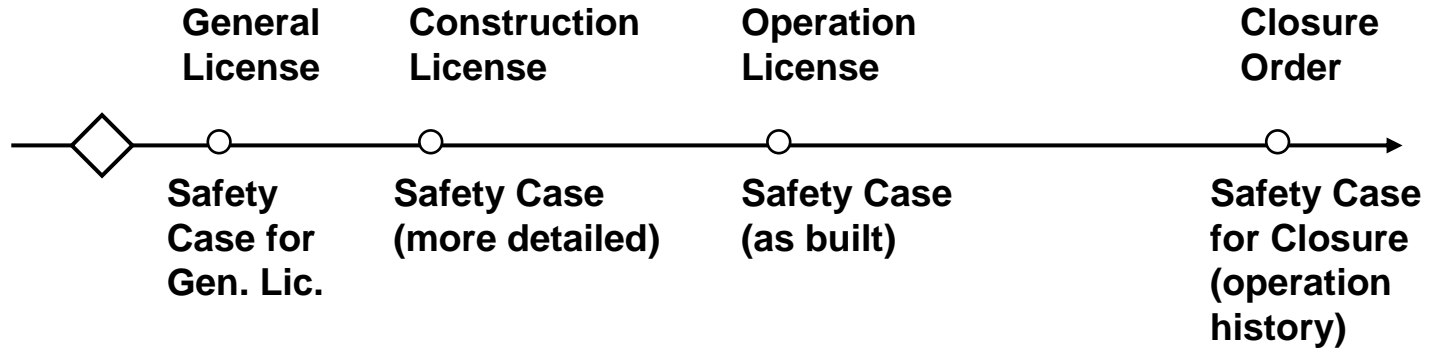 General
License
Construction
License
Operation
License
Closure
Order
Safety
Case for
Gen. Lic.
Safety Case
(more detailed)
Safety Case
(as built)
Safety Case
for Closure
(operation
history)